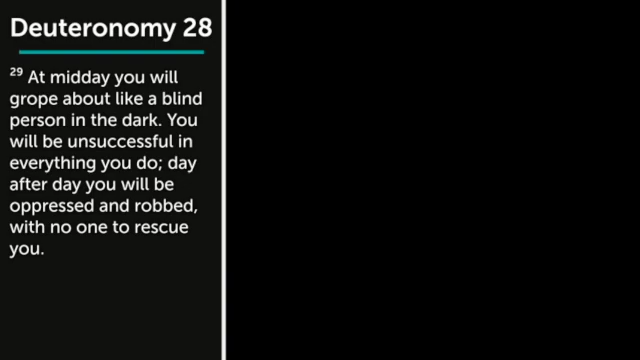 Deuteronomy 28
29 At midday you will
grope about like a blind
person in the dark. You
will be unsuccessful in
everything you do; day
after day you will be
oppressed and robbed,
with no one to rescue
you.